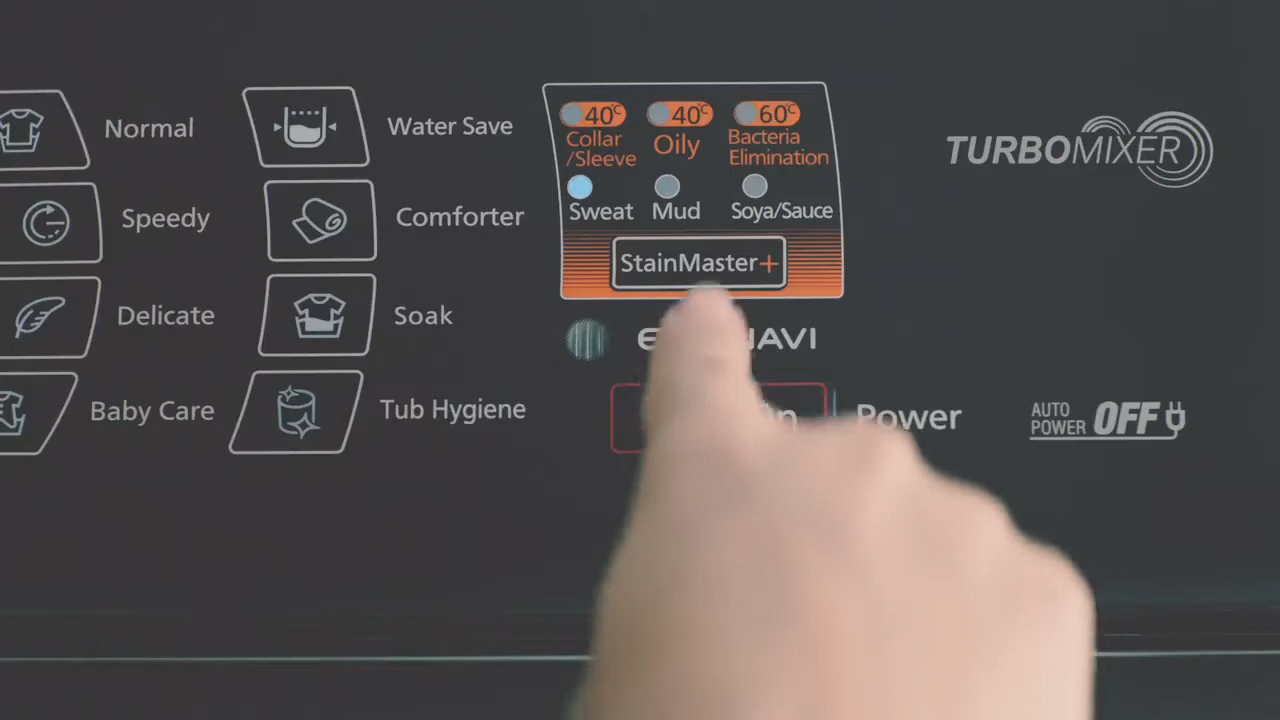 Normal
Speedy
Delicate
Baby Care
Water Save
Comforter
Soak
Tub Hygiene
40°C
Collar
/Sleeve
40°C
Oily
60°C
Bacteria
Elimination
Sweat
Mud
Soya/Sauce
StainMaster+
Power
TURBOMIXER
AUTO
POWER
OFF